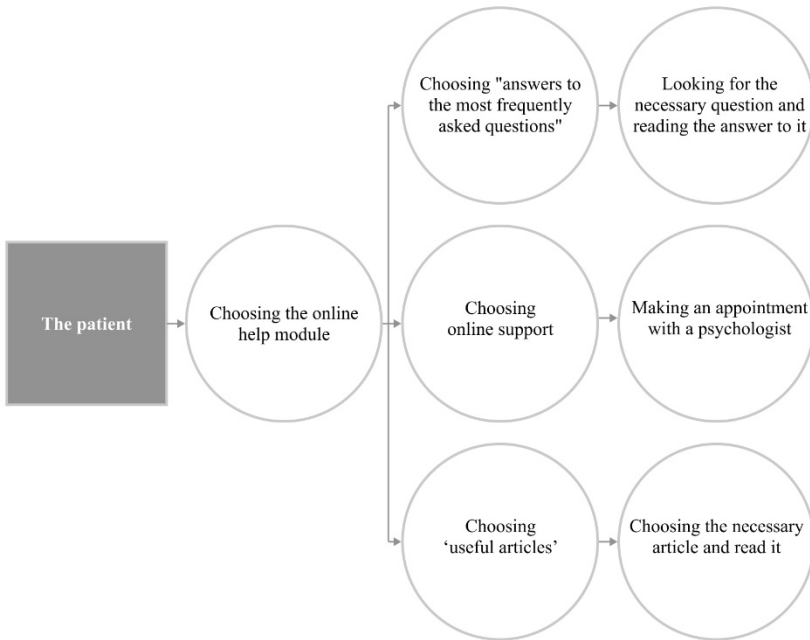 Choosing "answers to
the most frequently
asked questions"
Looking for the
necessary question and
reading the answer to it
The patient
Choosing the online
help module
Choosing
online support
Making an appointment
with a psychologist
Choosing
‘useful articles’
Choosing the necessary
article and read it